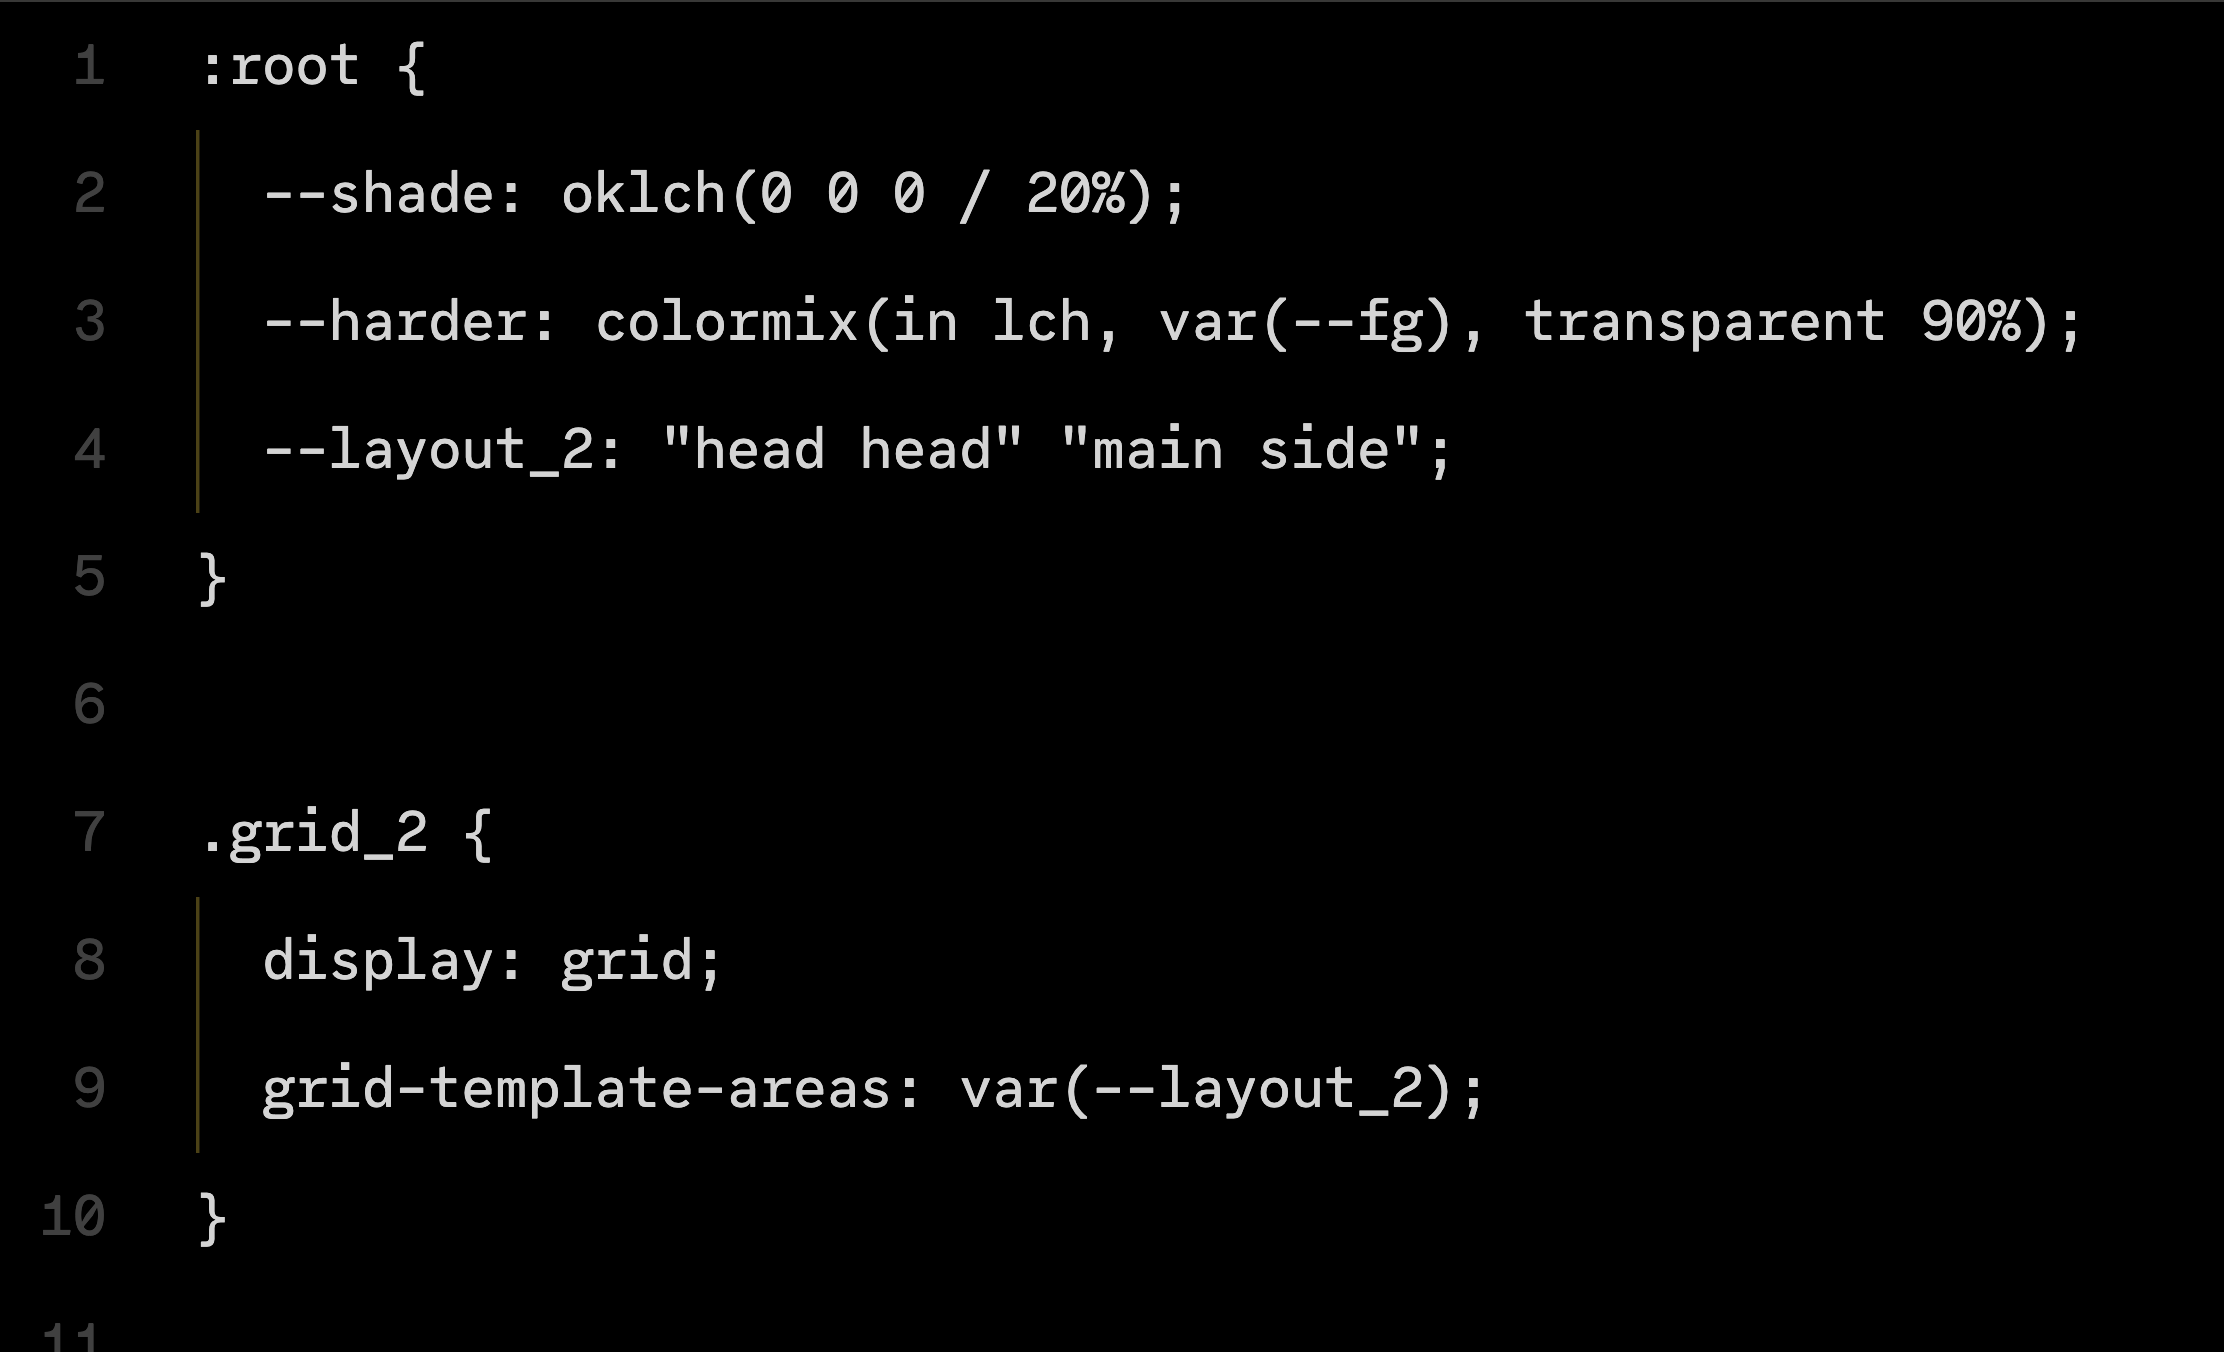 1 :root {
2 --shade: oklch(0 0 0 / 20%);
3 --harder: colormix(in lch, var(--fg), transparent 90%);
4 --layout_2: "head head" "main side";
5 }
6
7 .grid_2 {
8 display: grid;
9 grid-template-areas: var(--layout_2);
10 }
11